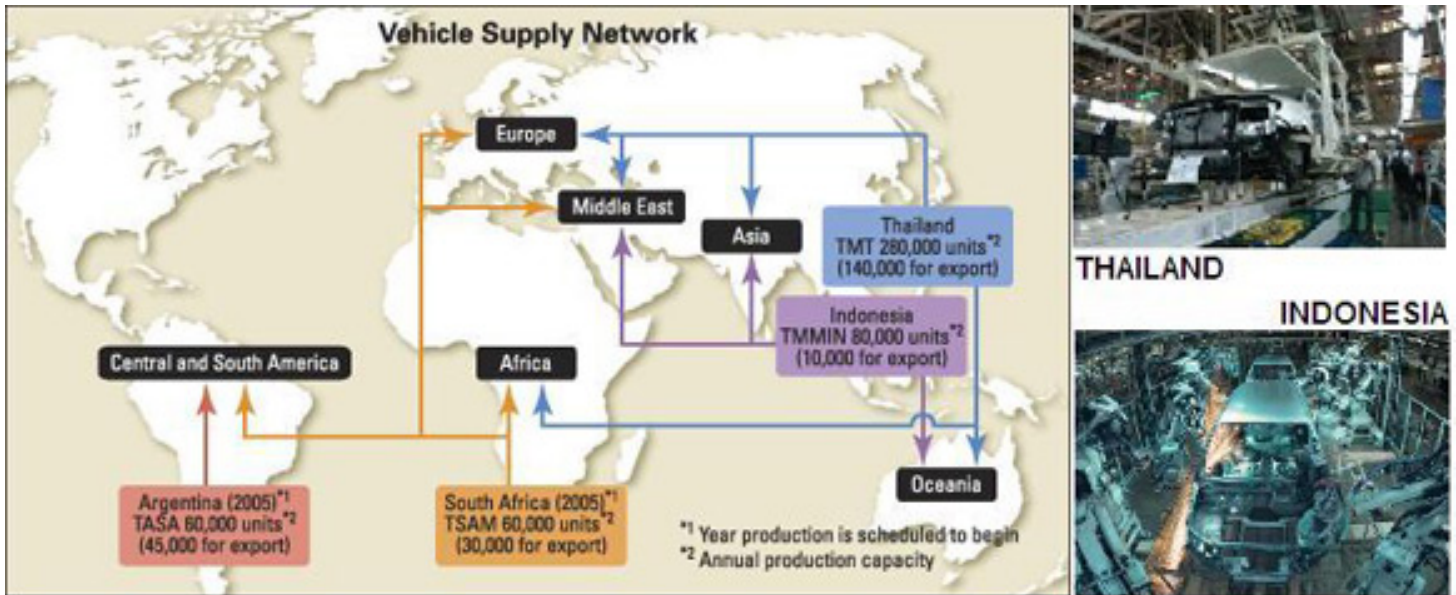 Vehicle Supply Network
Europe
Middle East
Asia
Thailand
TMT 280,000 units*2
(140,000 for export)
THAILAND
INDONESIA
Indonesia
TMMIN 80,000 units*2
(10,000 for export)
Central and South America
Africa
Oceania
Argentina (2005)*1
TASA 60,000 units*2
(45,000 for export)
South Africa (2005)*1
TSAM 60,000 units*2
(30,000 for export)
*1 Year production is scheduled to begin
*2 Annual production capacity